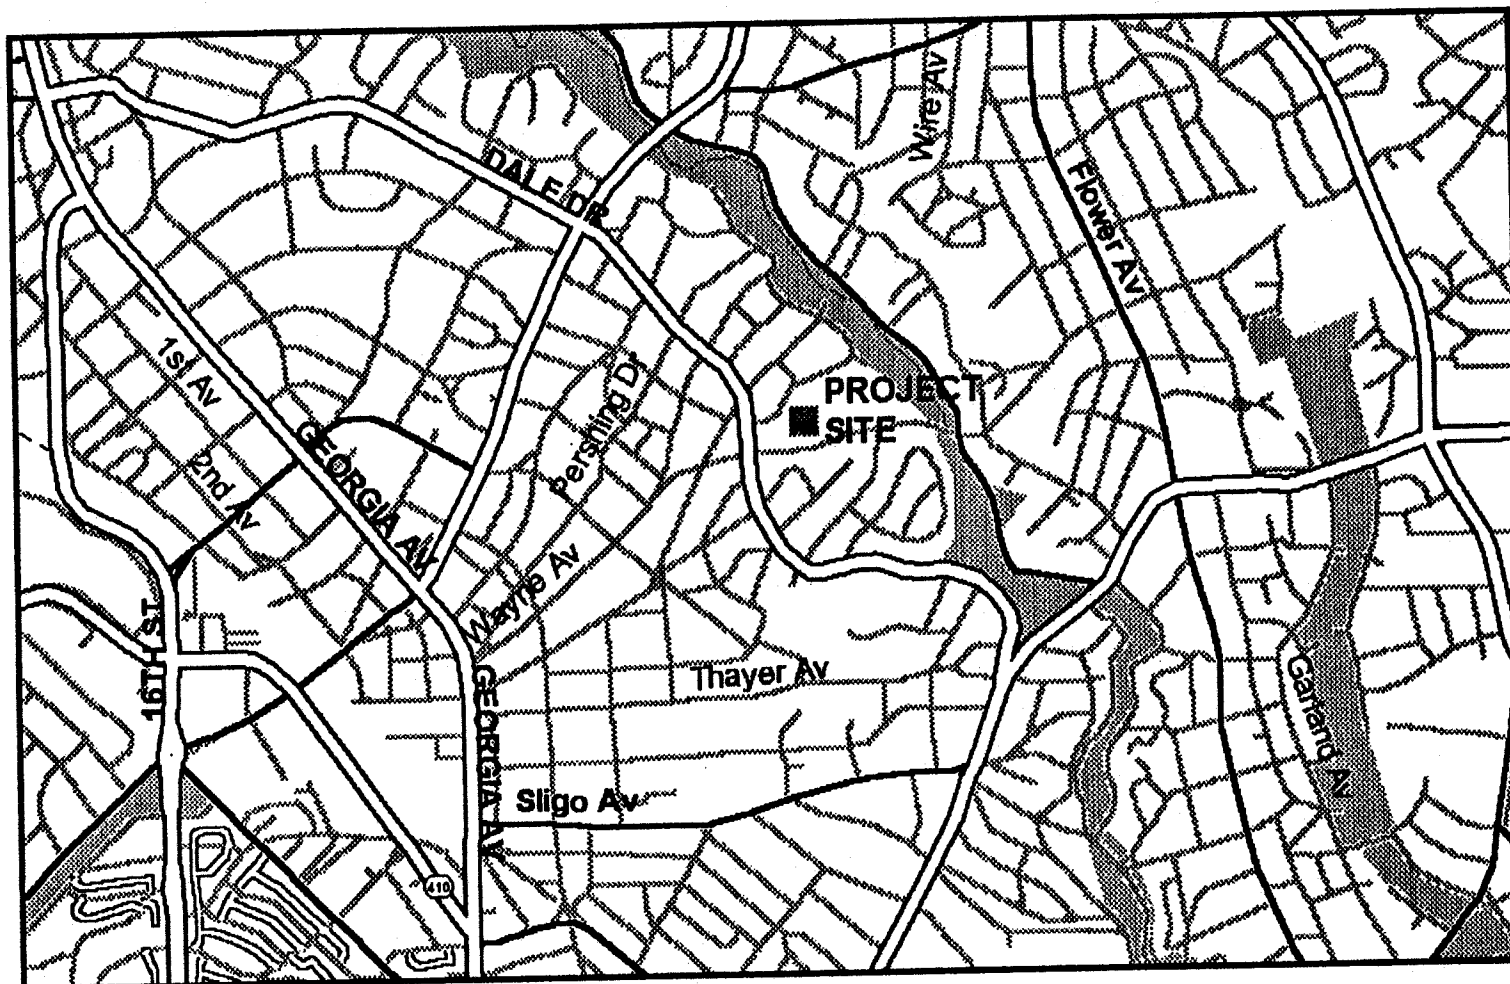 Wire Av
DALE DR
Flower Av
1st Av
Pershing Dr
PROJECT
SITE
GEORGIA AV
2nd Av
Wayne Av
16TH ST
Thayer Av
GEORGIA AV
Garland Av
Sligo Av
410